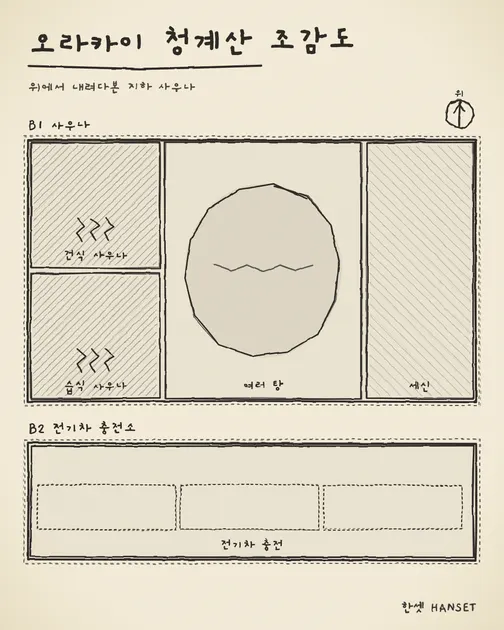 오라카이 청계산 조감도
위에서 내려다본 지하 사우나
위
B1 사우나
건식 사우나
습식 사우나
여러 탕
세신
B2 전기차 충전소
전기차 충전
한셋 HANSET